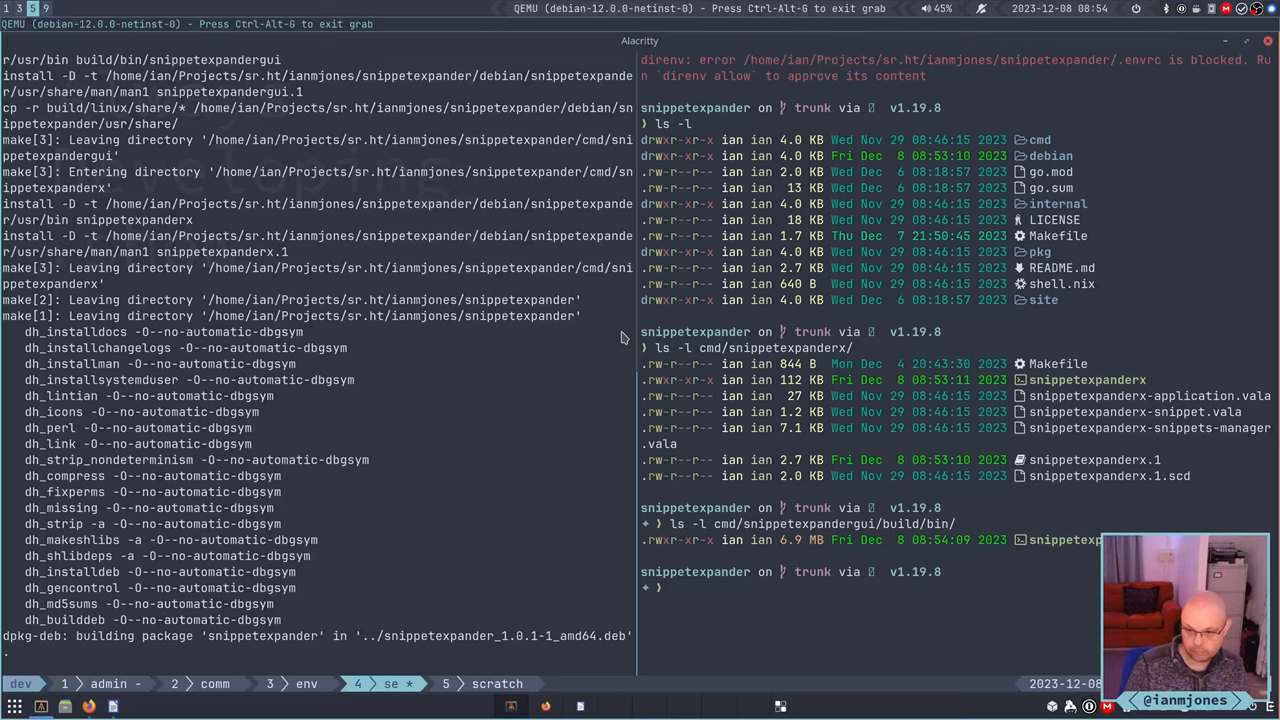 1 3 5 9
QEMU (debian-12.0.0-netinst-0) - Press Ctrl-Alt-G to exit grab
45%
2023-12-08 08:54
QEMU (debian-12.0.0-netinst-0) - Press Ctrl-Alt-G to exit grab
Alacritty
r/usr/bin build/bin/snippetexpandergui
install -D -t /home/ian/Projects/sr.ht/ianmjones/snippetexpander/debian/snippetexpande
r/usr/share/man/man1 snippetexpandergui.1
cp -r build/linux/share/* /home/ian/Projects/sr.ht/ianmjones/snippetexpander/debian/sn
ippetexpander/usr/share/
make[3]: Leaving directory '/home/ian/Projects/sr.ht/ianmjones/snippetexpander/cmd/sni
ppetexpandergui'
make[3]: Entering directory '/home/ian/Projects/sr.ht/ianmjones/snippetexpander/cmd/sn
ippetexpanderx'
install -D -t /home/ian/Projects/sr.ht/ianmjones/snippetexpander/debian/snippetexpande
r/usr/bin snippetexpanderx
install -D -t /home/ian/Projects/sr.ht/ianmjones/snippetexpander/debian/snippetexpande
r/usr/share/man/man1 snippetexpanderx.1
make[3]: Leaving directory '/home/ian/Projects/sr.ht/ianmjones/snippetexpander/cmd/sni
ppetexpanderx'
make[2]: Leaving directory '/home/ian/Projects/sr.ht/ianmjones/snippetexpander'
make[1]: Leaving directory '/home/ian/Projects/sr.ht/ianmjones/snippetexpander'
dh_installdocs -O--no-automatic-dbgsym
dh_installchangelogs -O--no-automatic-dbgsym
dh_installman -O--no-automatic-dbgsym
dh_installsystemduser -O--no-automatic-dbgsym
dh_lintian -O--no-automatic-dbgsym
dh_icons -O--no-automatic-dbgsym
dh_perl -O--no-automatic-dbgsym
dh_link -O--no-automatic-dbgsym
dh_strip_nondeterminism -O--no-automatic-dbgsym
dh_compress -O--no-automatic-dbgsym
dh_fixperms -O--no-automatic-dbgsym
dh_missing -O--no-automatic-dbgsym
dh_strip -a -O--no-automatic-dbgsym
dh_makeshlibs -a -O--no-automatic-dbgsym
dh_shlibdeps -a -O--no-automatic-dbgsym
dh_installdeb -O--no-automatic-dbgsym
dh_gencontrol -O--no-automatic-dbgsym
dh_md5sums -O--no-automatic-dbgsym
dh_builddeb -O--no-automatic-dbgsym
dpkg-deb: building package 'snippetexpander' in '../snippetexpander_1.0.1-1_amd64.deb'
.
direnv: error /home/ian/Projects/sr.ht/ianmjones/snippetexpander/.envrc is blocked. Ru
n `direnv allow` to approve its content
snippetexpander on trunk via v1.19.8
❯ ls -l
drwxr-xr-x ian ian 4.0 KB Wed Nov 29 08:46:15 2023 cmd
drwxr-xr-x ian ian 4.0 KB Fri Dec  8 08:53:10 2023 debian
.rw-r--r-- ian ian 2.0 KB Wed Dec  6 08:18:57 2023 go.mod
.rw-r--r-- ian ian  13 KB Wed Dec  6 08:18:57 2023 go.sum
drwxr-xr-x ian ian 4.0 KB Wed Nov 29 08:46:15 2023 internal
.rw-r--r-- ian ian  18 KB Wed Nov 29 08:46:15 2023 LICENSE
.rw-r--r-- ian ian 1.7 KB Thu Dec  7 21:50:45 2023 Makefile
drwxr-xr-x ian ian 4.0 KB Wed Nov 29 08:46:15 2023 pkg
.rw-r--r-- ian ian 2.7 KB Wed Nov 29 08:46:15 2023 README.md
.rw-r--r-- ian ian 640 B  Wed Nov 29 08:46:15 2023 shell.nix
drwxr-xr-x ian ian 4.0 KB Wed Dec  6 08:18:57 2023 site
snippetexpander on trunk via v1.19.8
❯ ls -l cmd/snippetexpanderx/
.rw-r--r-- ian ian 844 B  Mon Dec  4 20:43:30 2023 Makefile
.rwxr-xr-x ian ian 112 KB Fri Dec  8 08:53:11 2023 snippetexpanderx
.rw-r--r-- ian ian  27 KB Wed Nov 29 08:46:15 2023 snippetexpanderx-application.vala
.rw-r--r-- ian ian 1.2 KB Wed Nov 29 08:46:15 2023 snippetexpanderx-snippet.vala
.rw-r--r-- ian ian 7.1 KB Wed Nov 29 08:46:15 2023 snippetexpanderx-snippets-manager
.vala
.rw-r--r-- ian ian 2.7 KB Fri Dec  8 08:53:10 2023 snippetexpanderx.1
.rw-r--r-- ian ian 2.0 KB Wed Nov 29 08:46:15 2023 snippetexpanderx.1.scd
snippetexpander on trunk via v1.19.8
✦ ❯ ls -l cmd/snippetexpandergui/build/bin/
.rwxr-xr-x ian ian 6.9 MB Fri Dec  8 08:54:09 2023 snippetexp
snippetexpander on trunk via v1.19.8
✦ ❯
dev 1 admin - 2 comm 3 env 4 se * 5 scratch
2023-12-08
@ianmjones